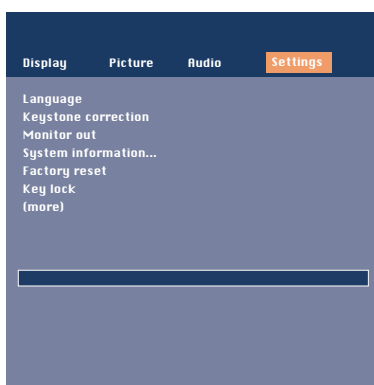 Display Picture Audio Settings
Language
Keystone correction
Monitor out
System information...
Factory reset
Key lock
(more)